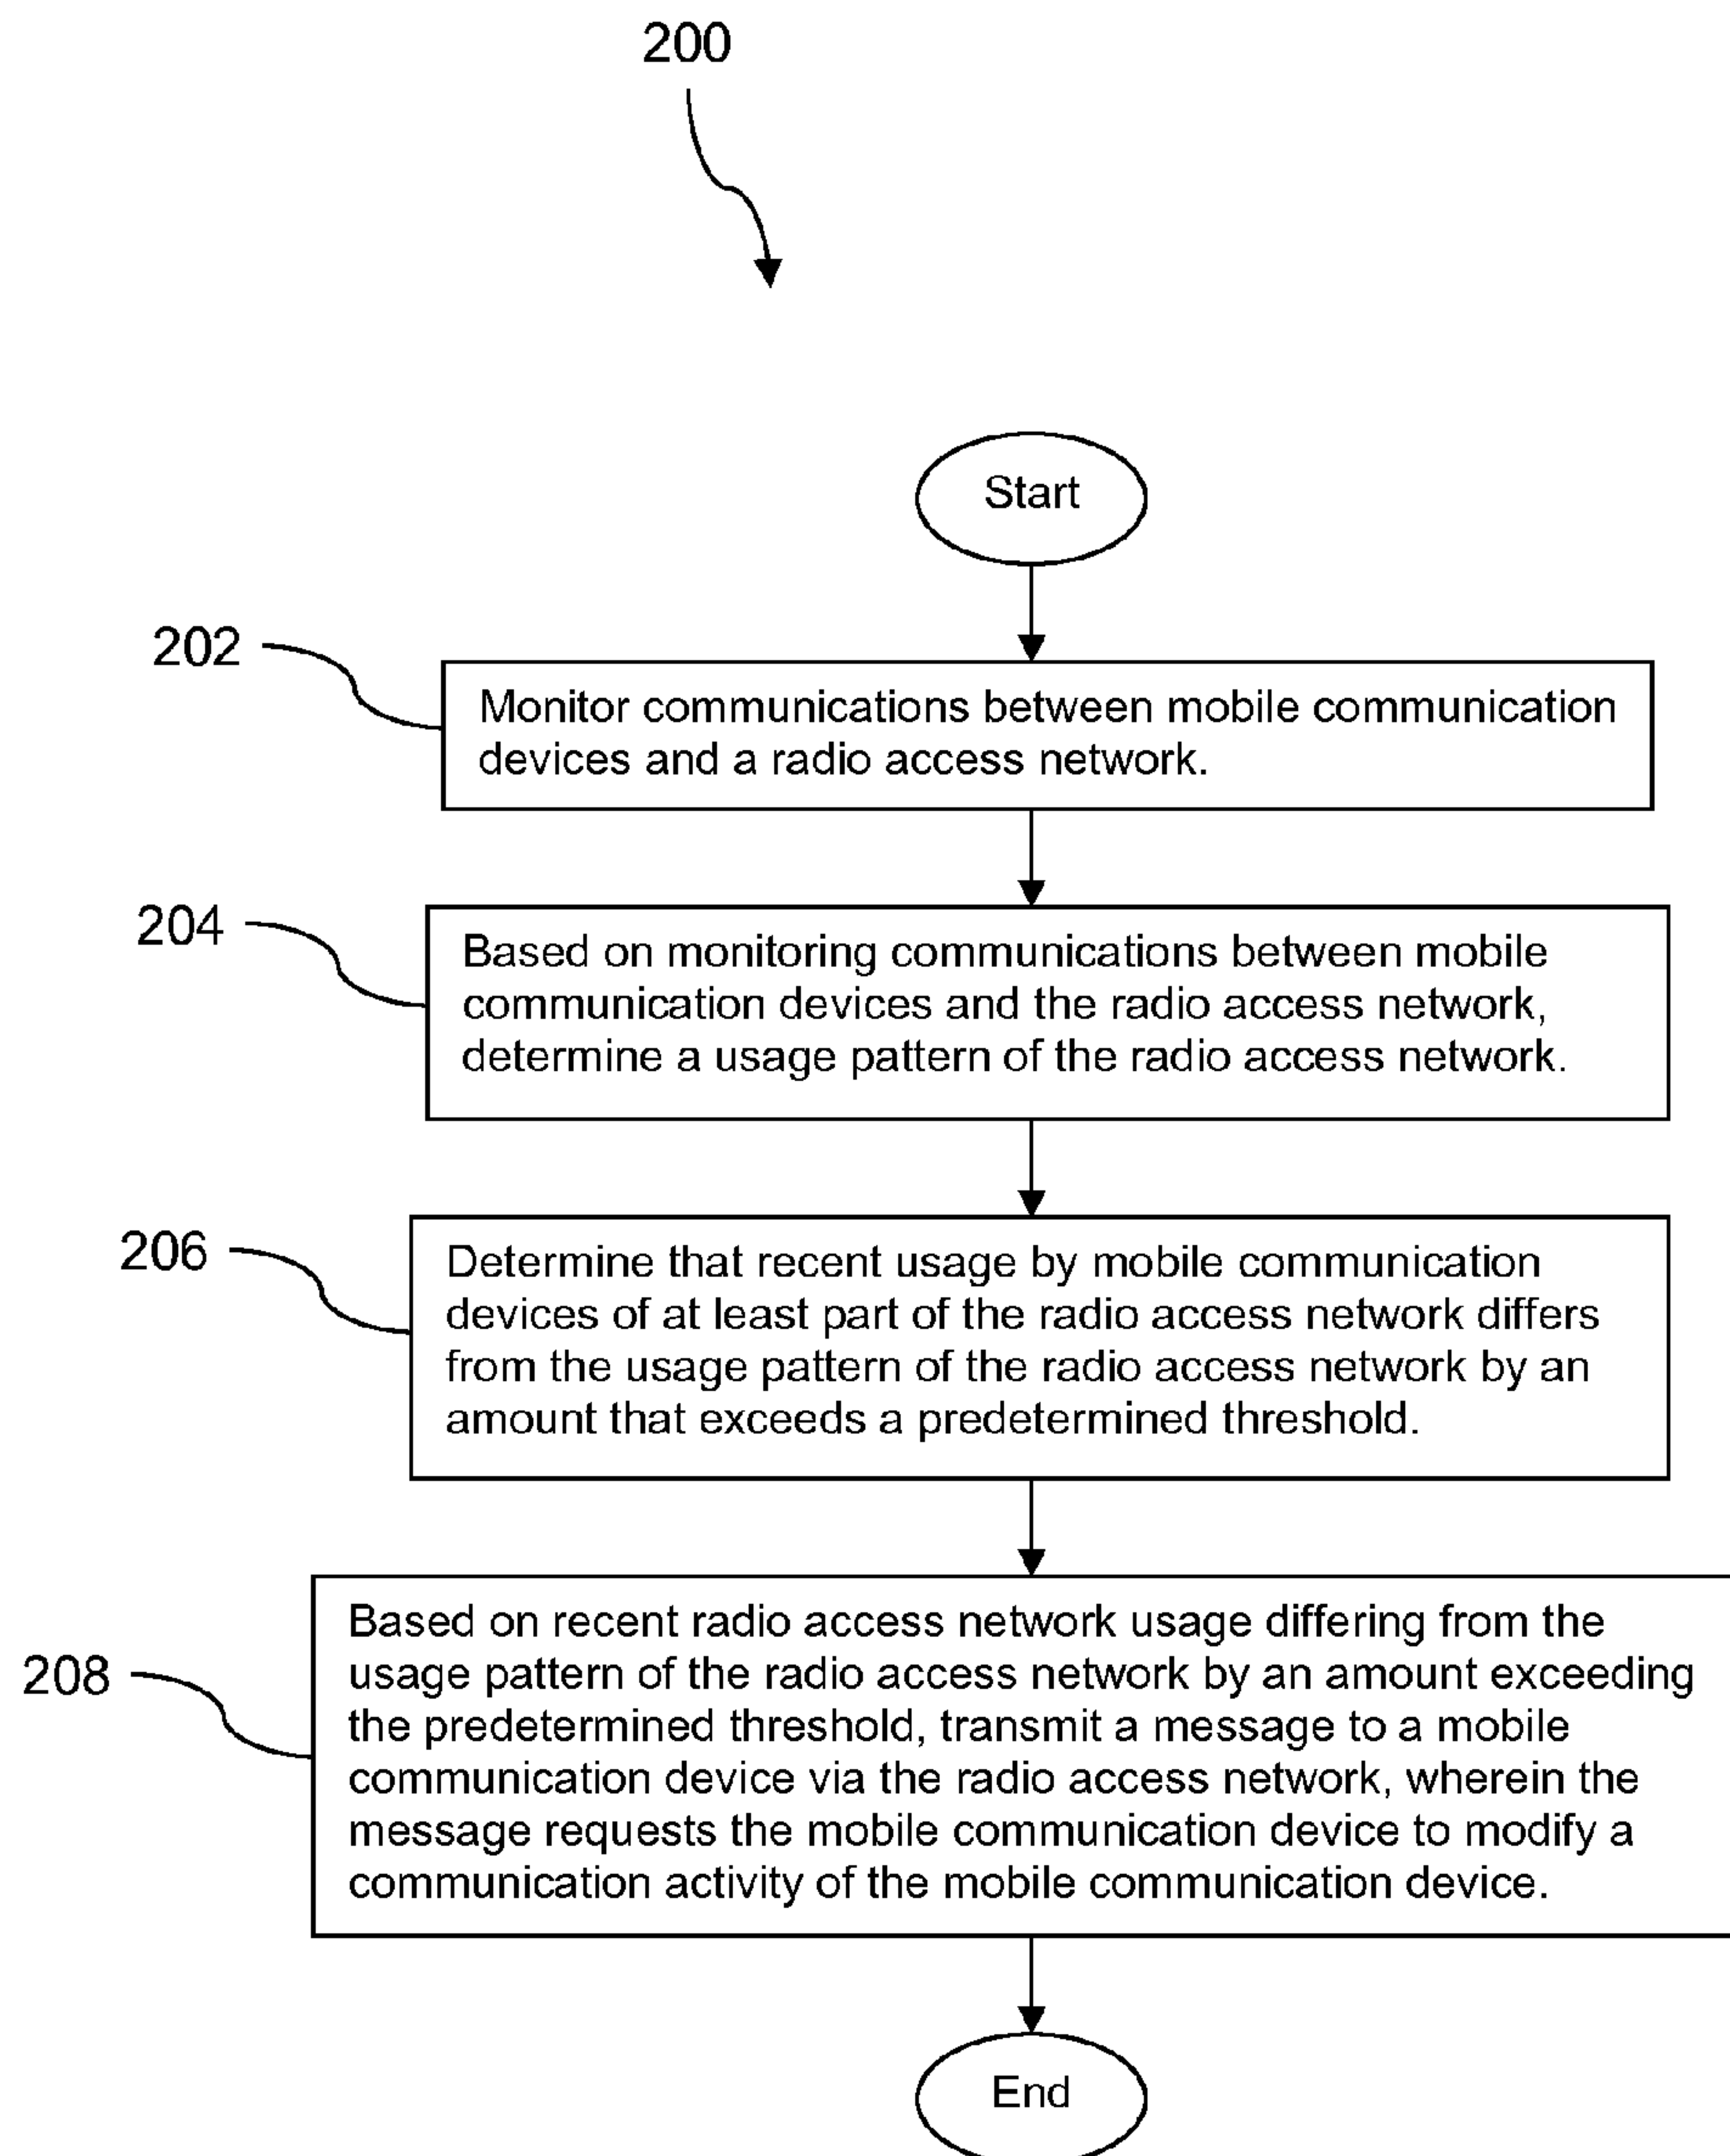 200
Start
202
Monitor communications between mobile communication
devices and a radio access network.
204
Based on monitoring communications between mobile
communication devices and the radio access network,
determine a usage pattern of the radio access network.
206
Determine that recent usage by mobile communication
devices of at least part of the radio access network differs
from the usage pattern of the radio access network by an
amount that exceeds a predetermined threshold.
208
Based on recent radio access network usage differing from the
usage pattern of the radio access network by an amount exceeding
the predetermined threshold, transmit a message to a mobile
communication device via the radio access network, wherein the
message requests the mobile communication device to modify a
communication activity of the mobile communication device.
End